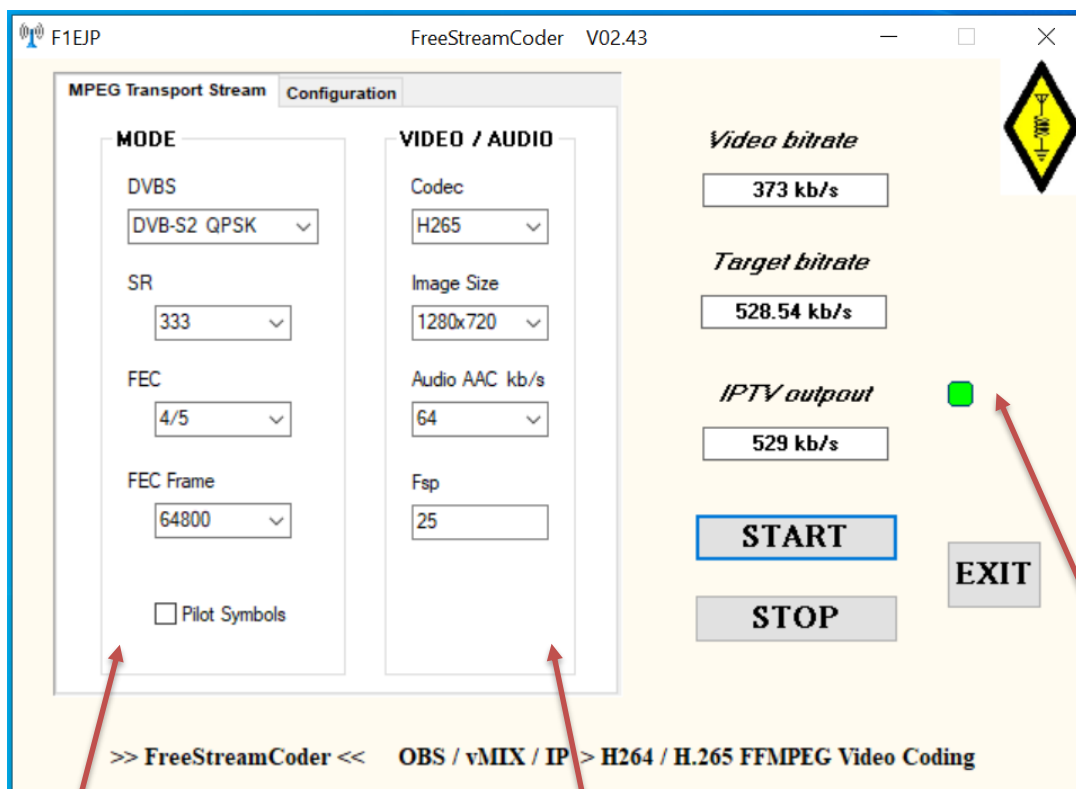 F1EJP FreeStreamCoder V02.43
MPEG Transport Stream Configuration
MODE
DVBS
DVB-S2 QPSK
SR
333
FEC
4/5
FEC Frame
64800
Pilot Symbols
VIDEO / AUDIO
Codec
H265
Image Size
1280x720
Audio AAC kb/s
64
Fsp
25
Video bitrate
373 kb/s
Target bitrate
528.54 kb/s
IPTV outpout
529 kb/s
START
STOP
EXIT
>> FreeStreamCoder << OBS / vMIX / IP > H264 / H.265 FFMPEG Video Coding